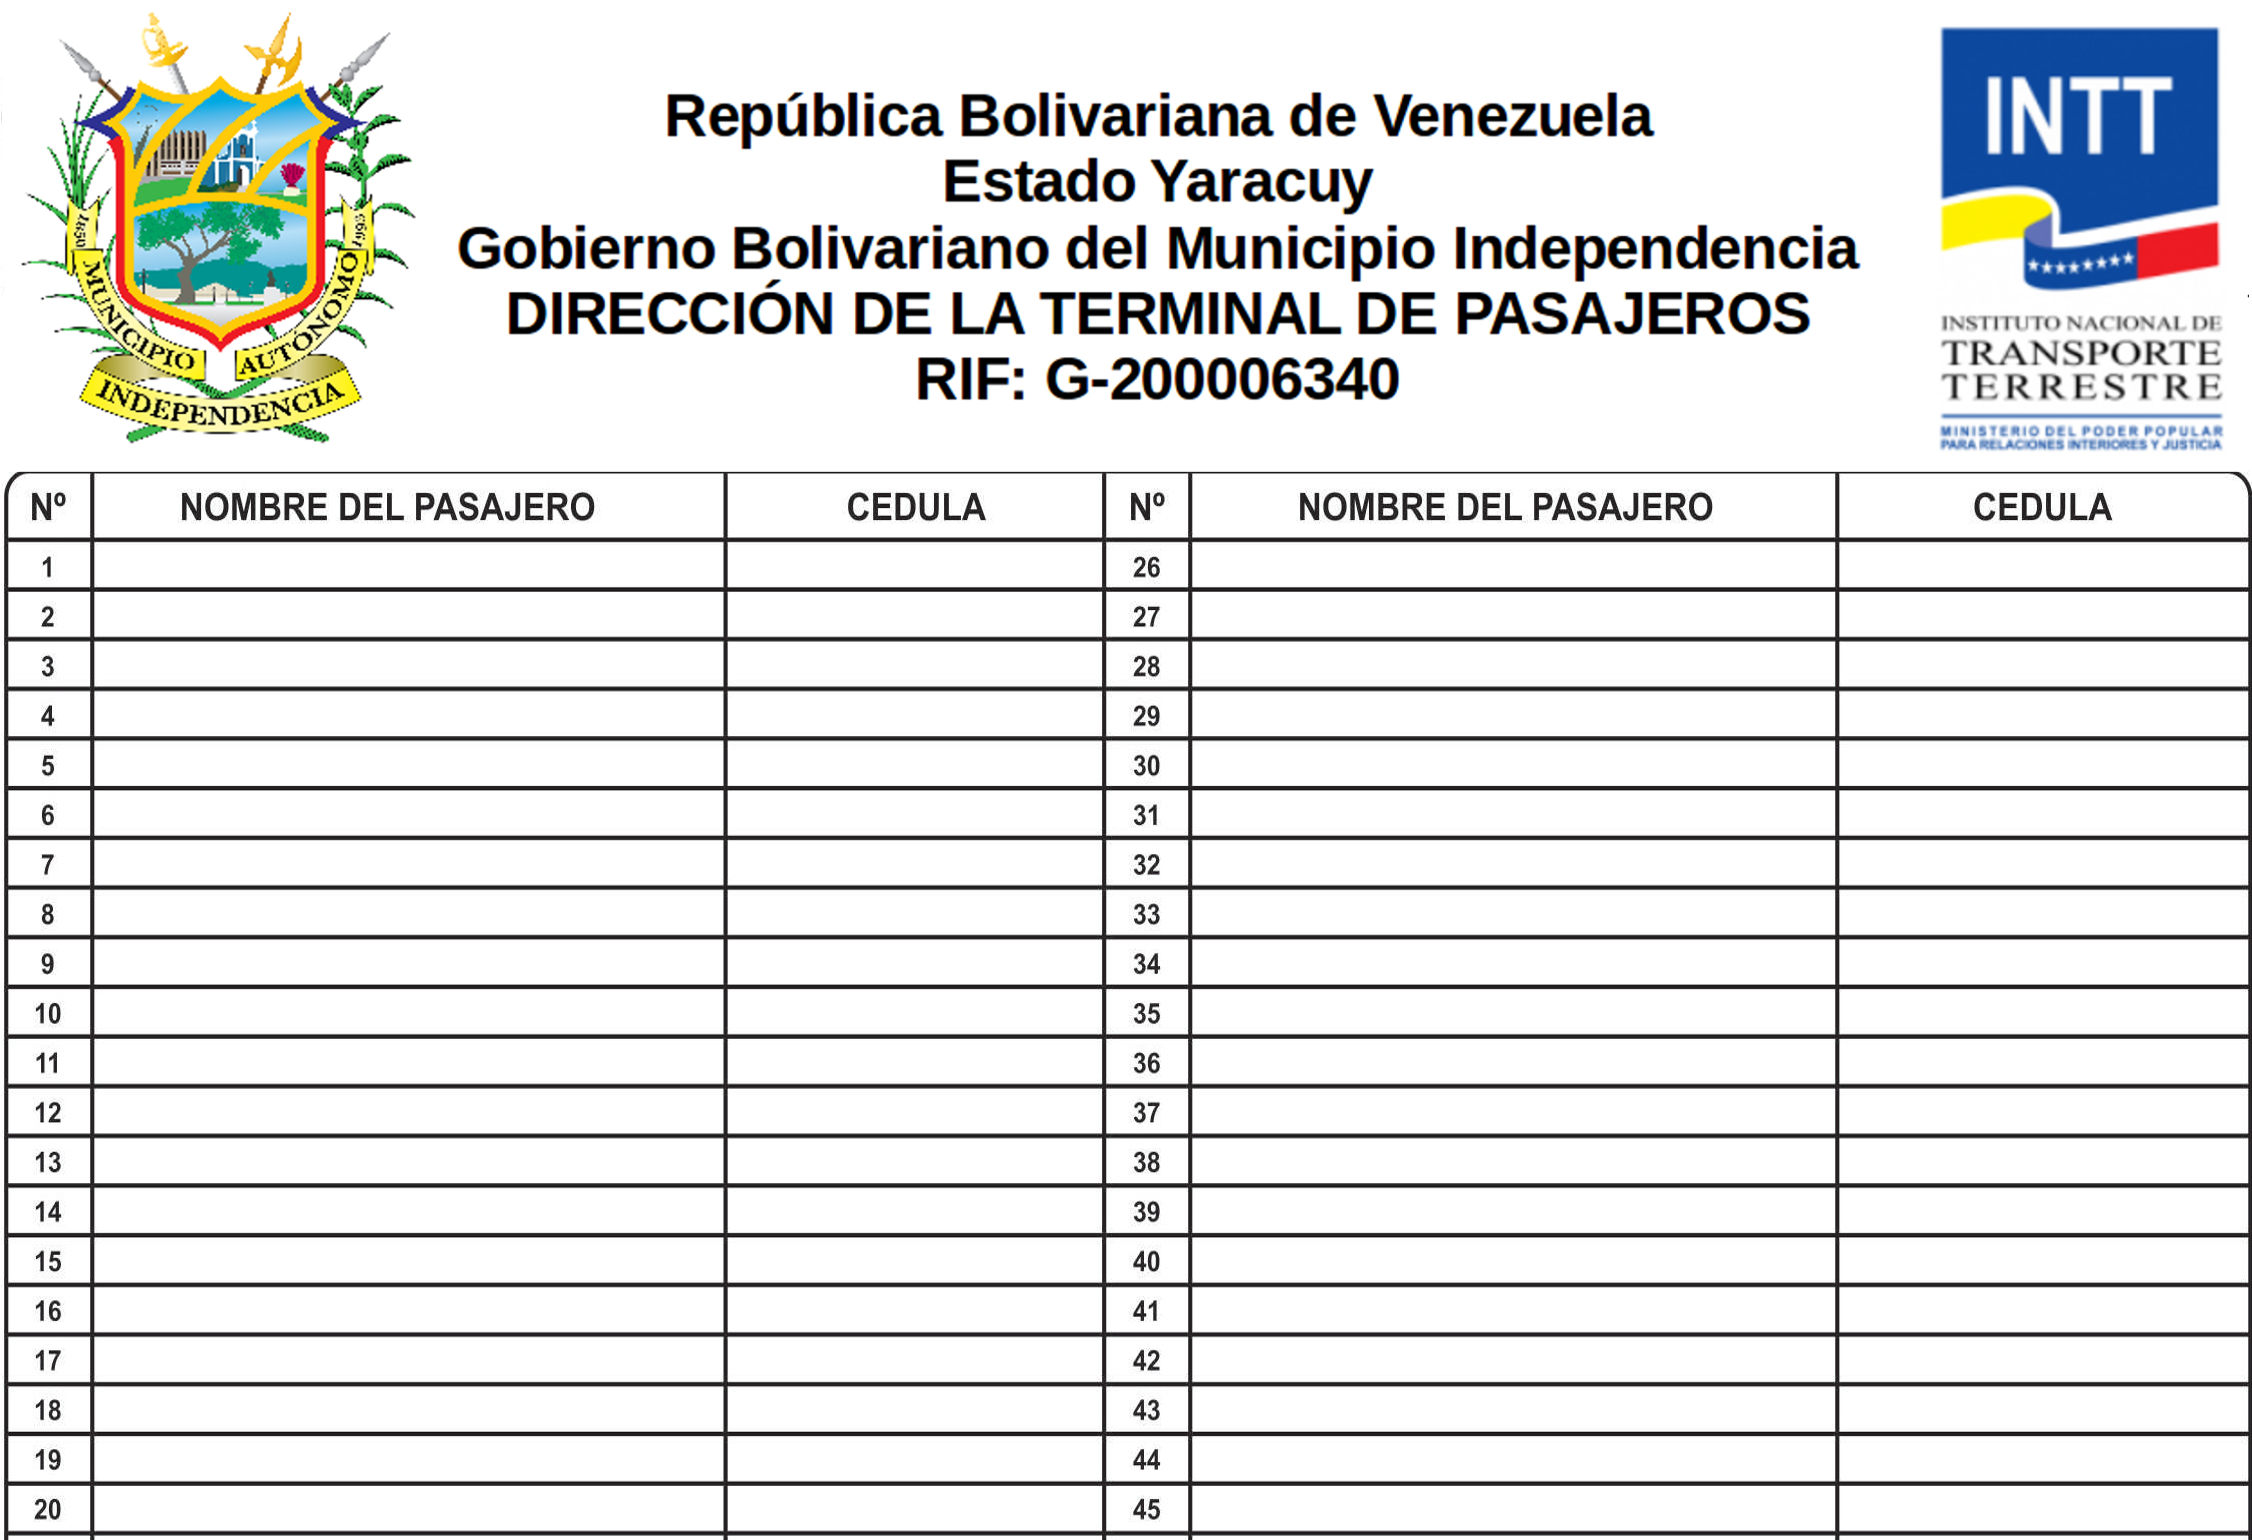 República Bolivariana de Venezuela
Estado Yaracuy
Gobierno Bolivariano del Municipio Independencia
DIRECCIÓN DE LA TERMINAL DE PASAJEROS
RIF: G-200006340
1850
MUNICIPIO
AUTÓNOMO
INDEPENDENCIA
INTT
INSTITUTO NACIONAL DE
TRANSPORTE
TERRESTRE
MINISTERIO DEL PODER POPULAR
PARA RELACIONES INTERIORES Y JUSTICIA
Nº NOMBRE DEL PASAJERO CEDULA Nº NOMBRE DEL PASAJERO CEDULA
1 26
2 27
3 28
4 29
5 30
6 31
7 32
8 33
9 34
10 35
11 36
12 37
13 38
14 39
15 40
16 41
17 42
18 43
19 44
20 45